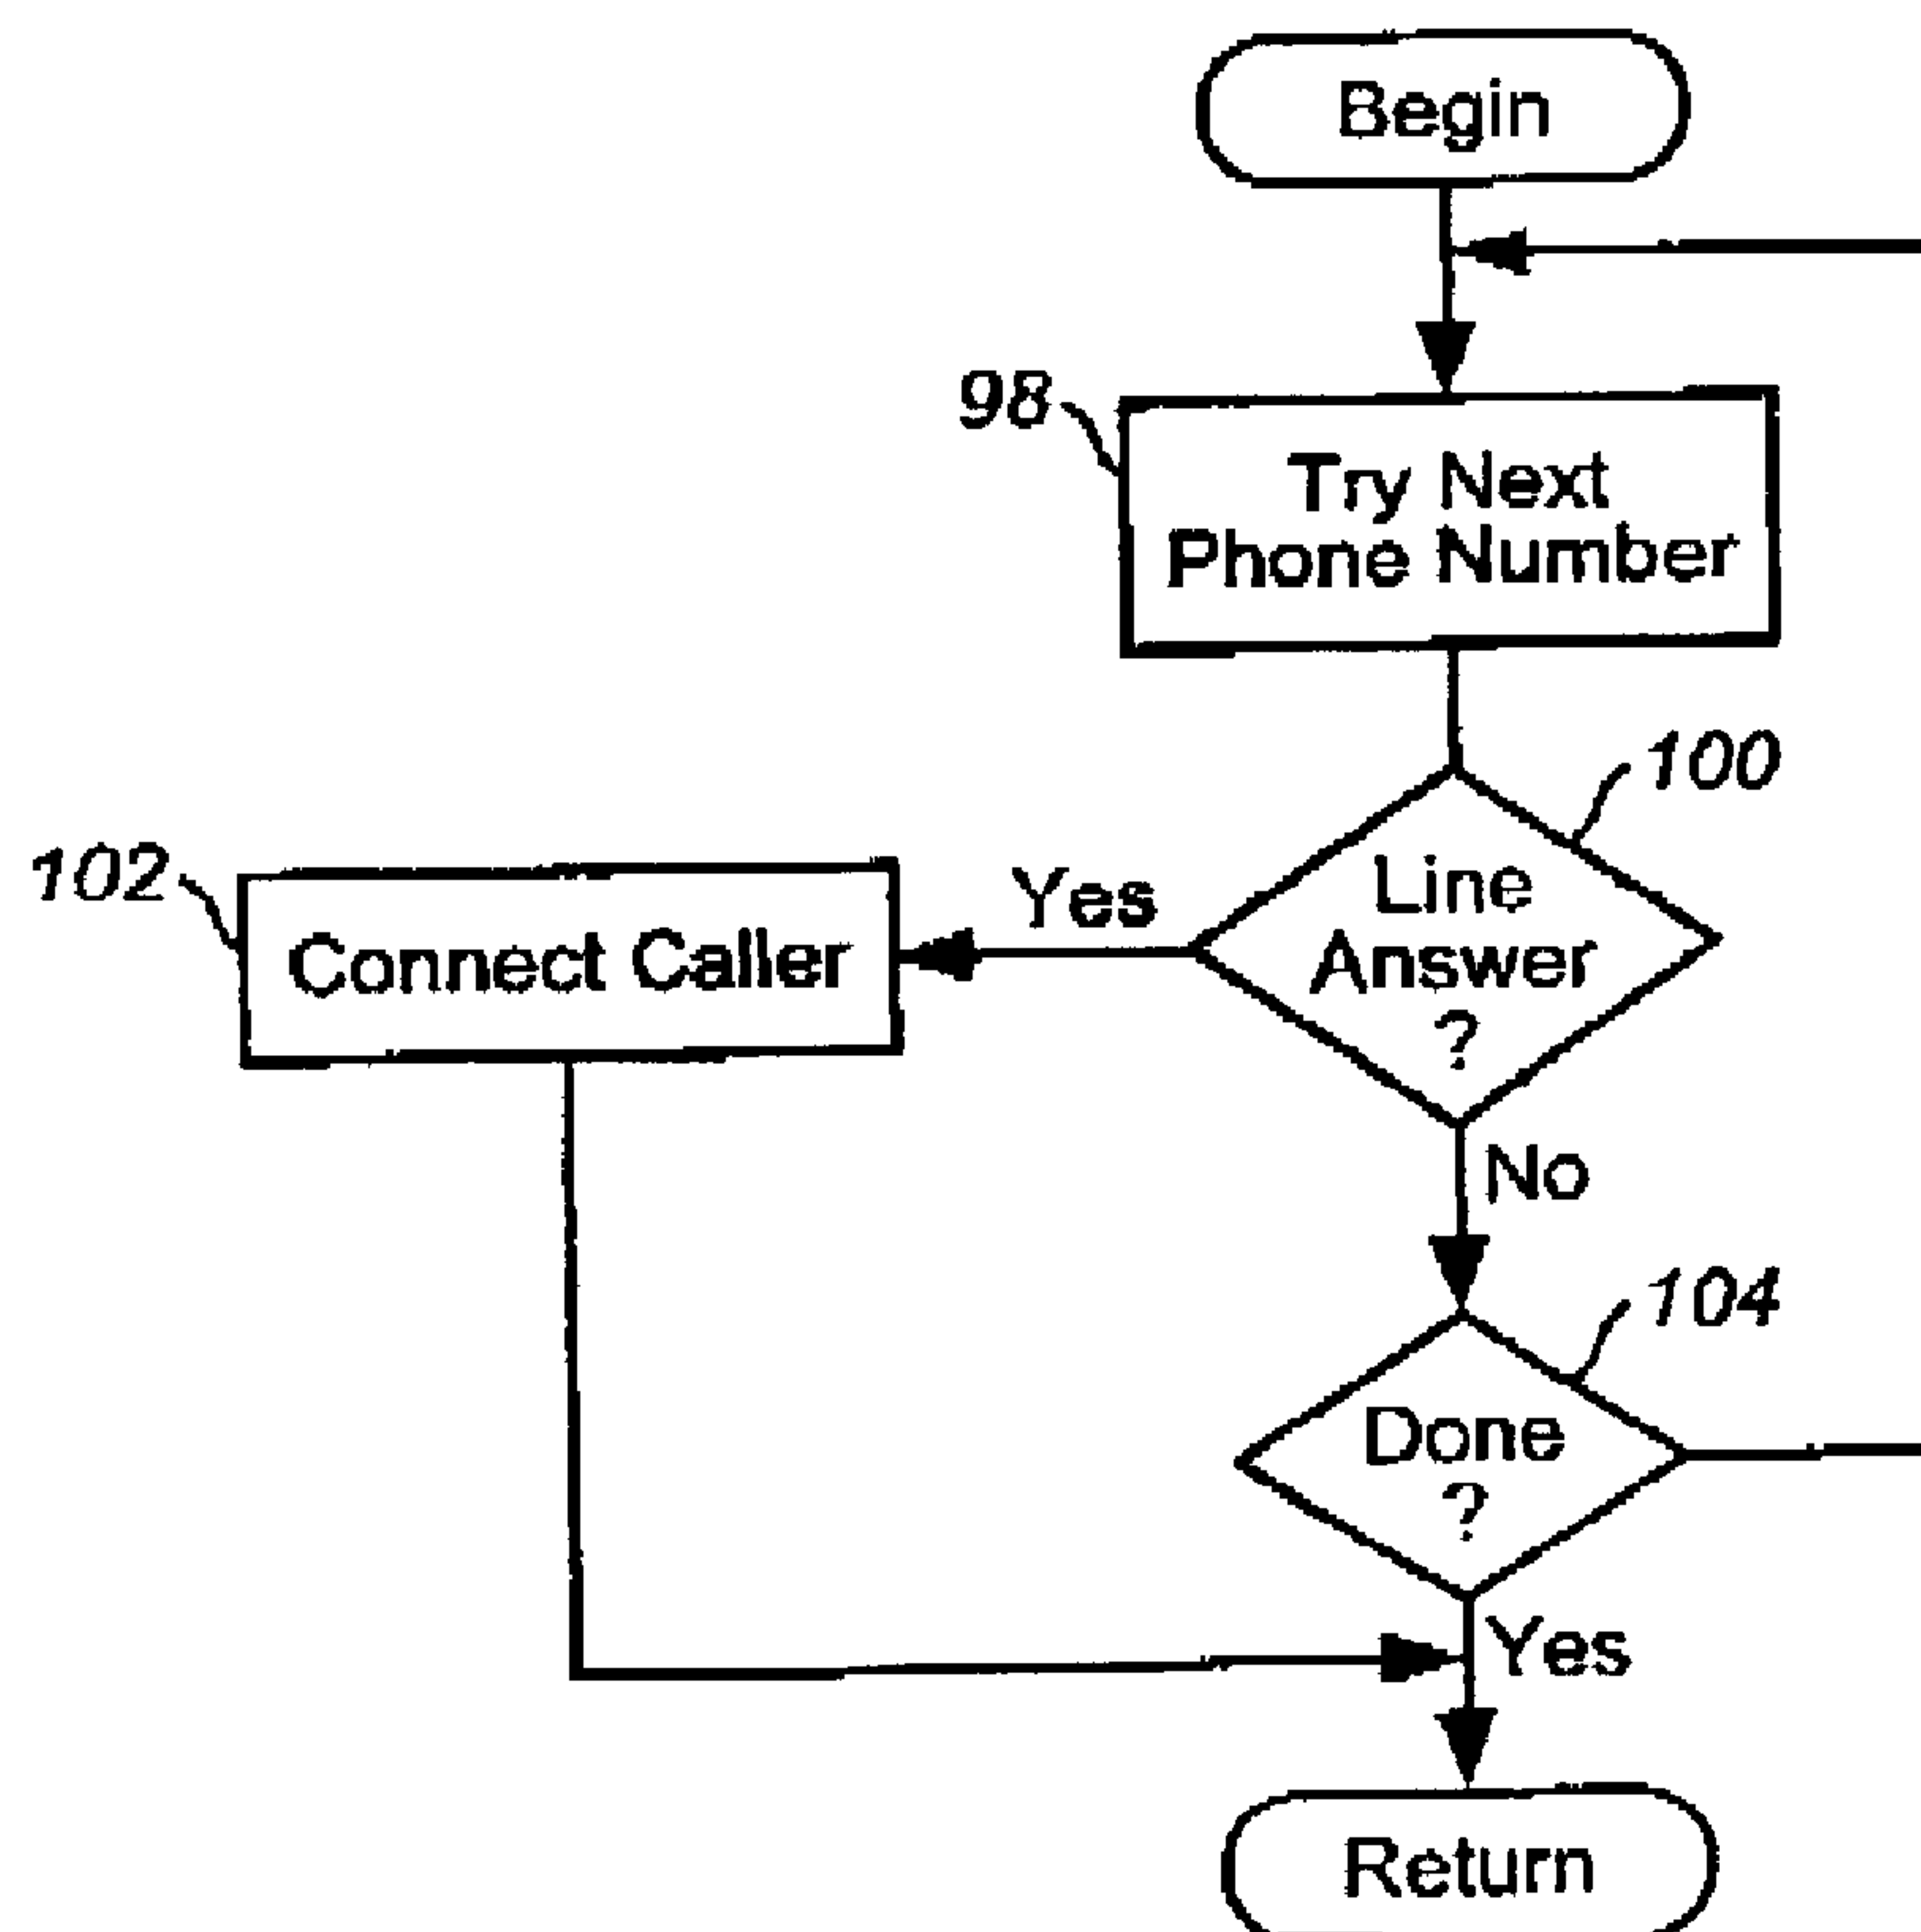 Begin
98
Try Next
Phone Number
100
Line
Answer
?
Yes
102
Connect Caller
No
104
Done
?
Yes
Return